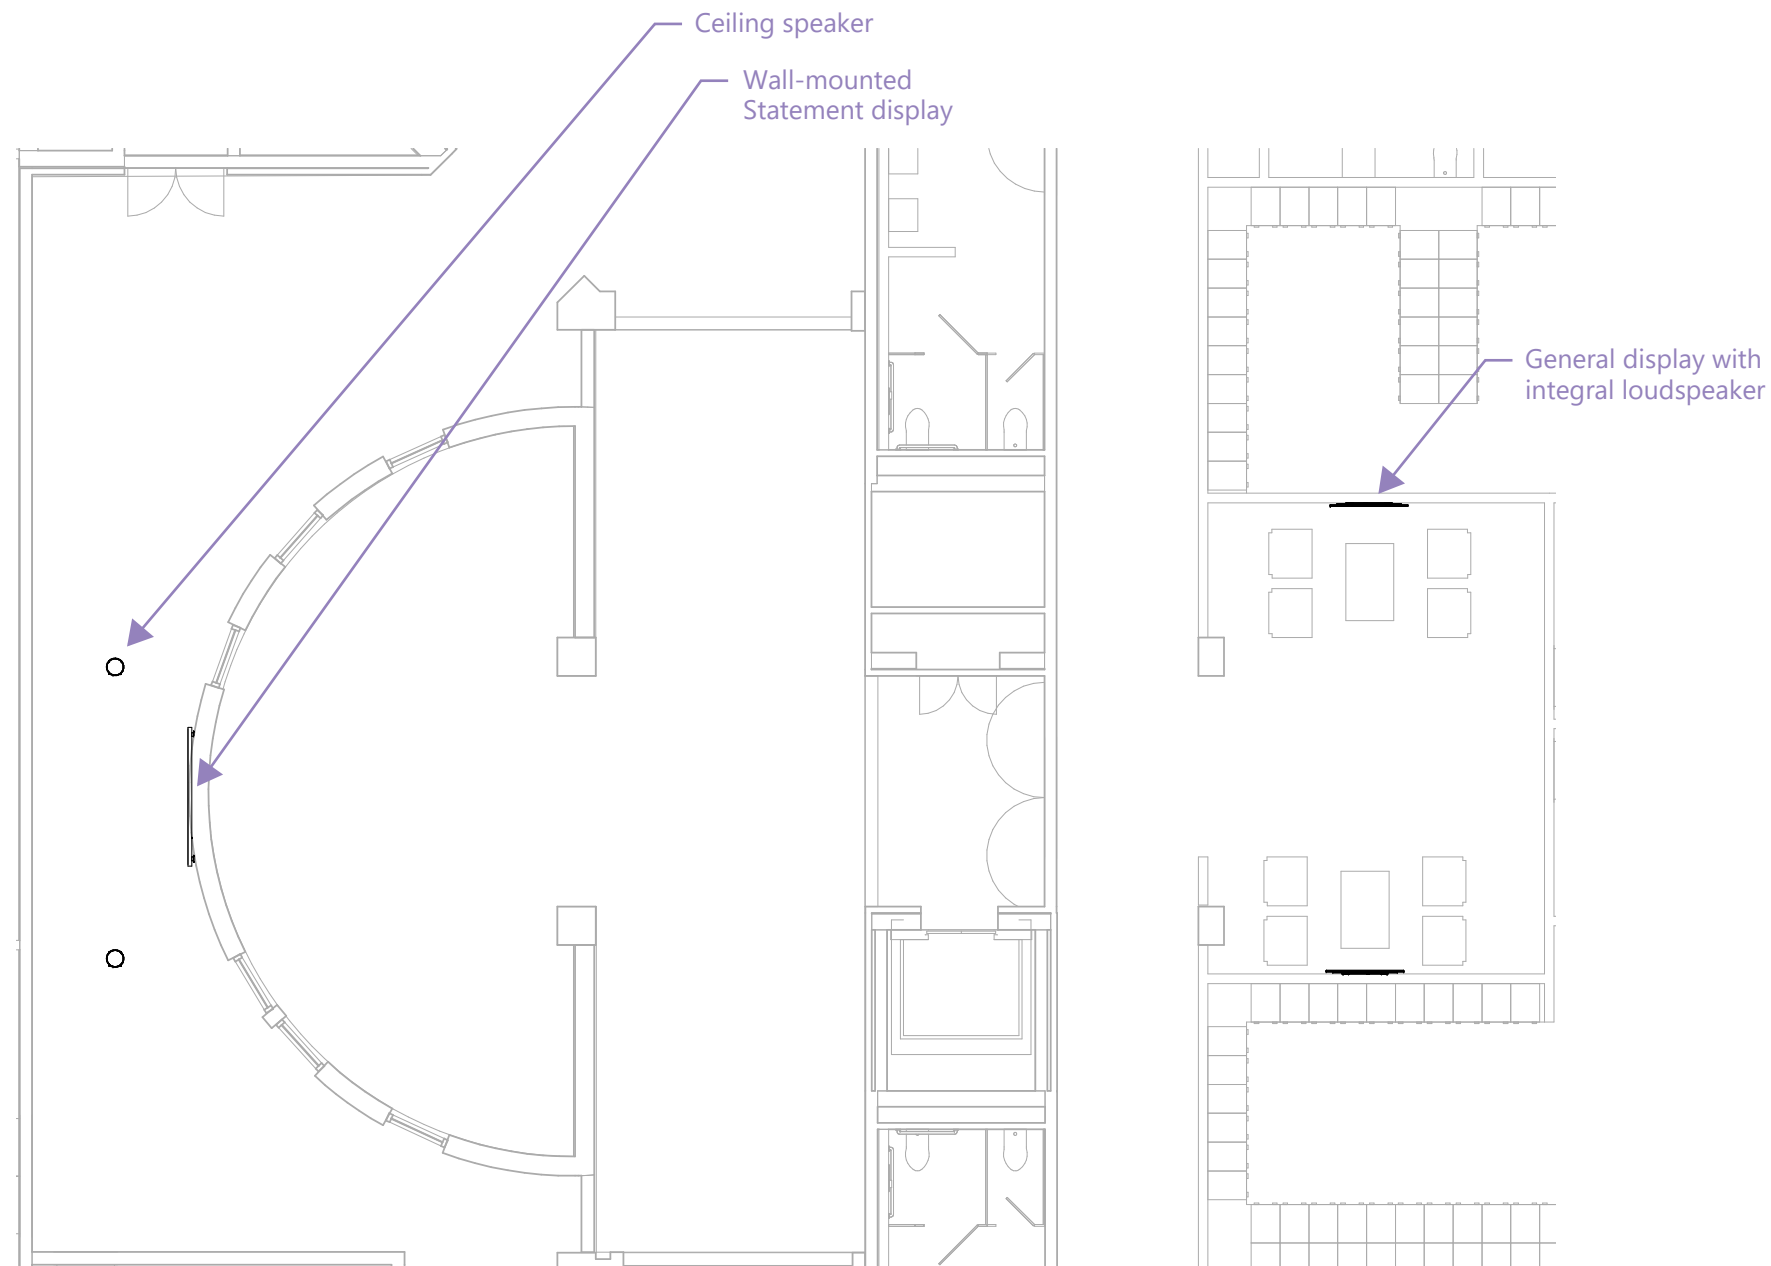 Ceiling speaker
Wall-mounted
Statement display
General display with
integral loudspeaker